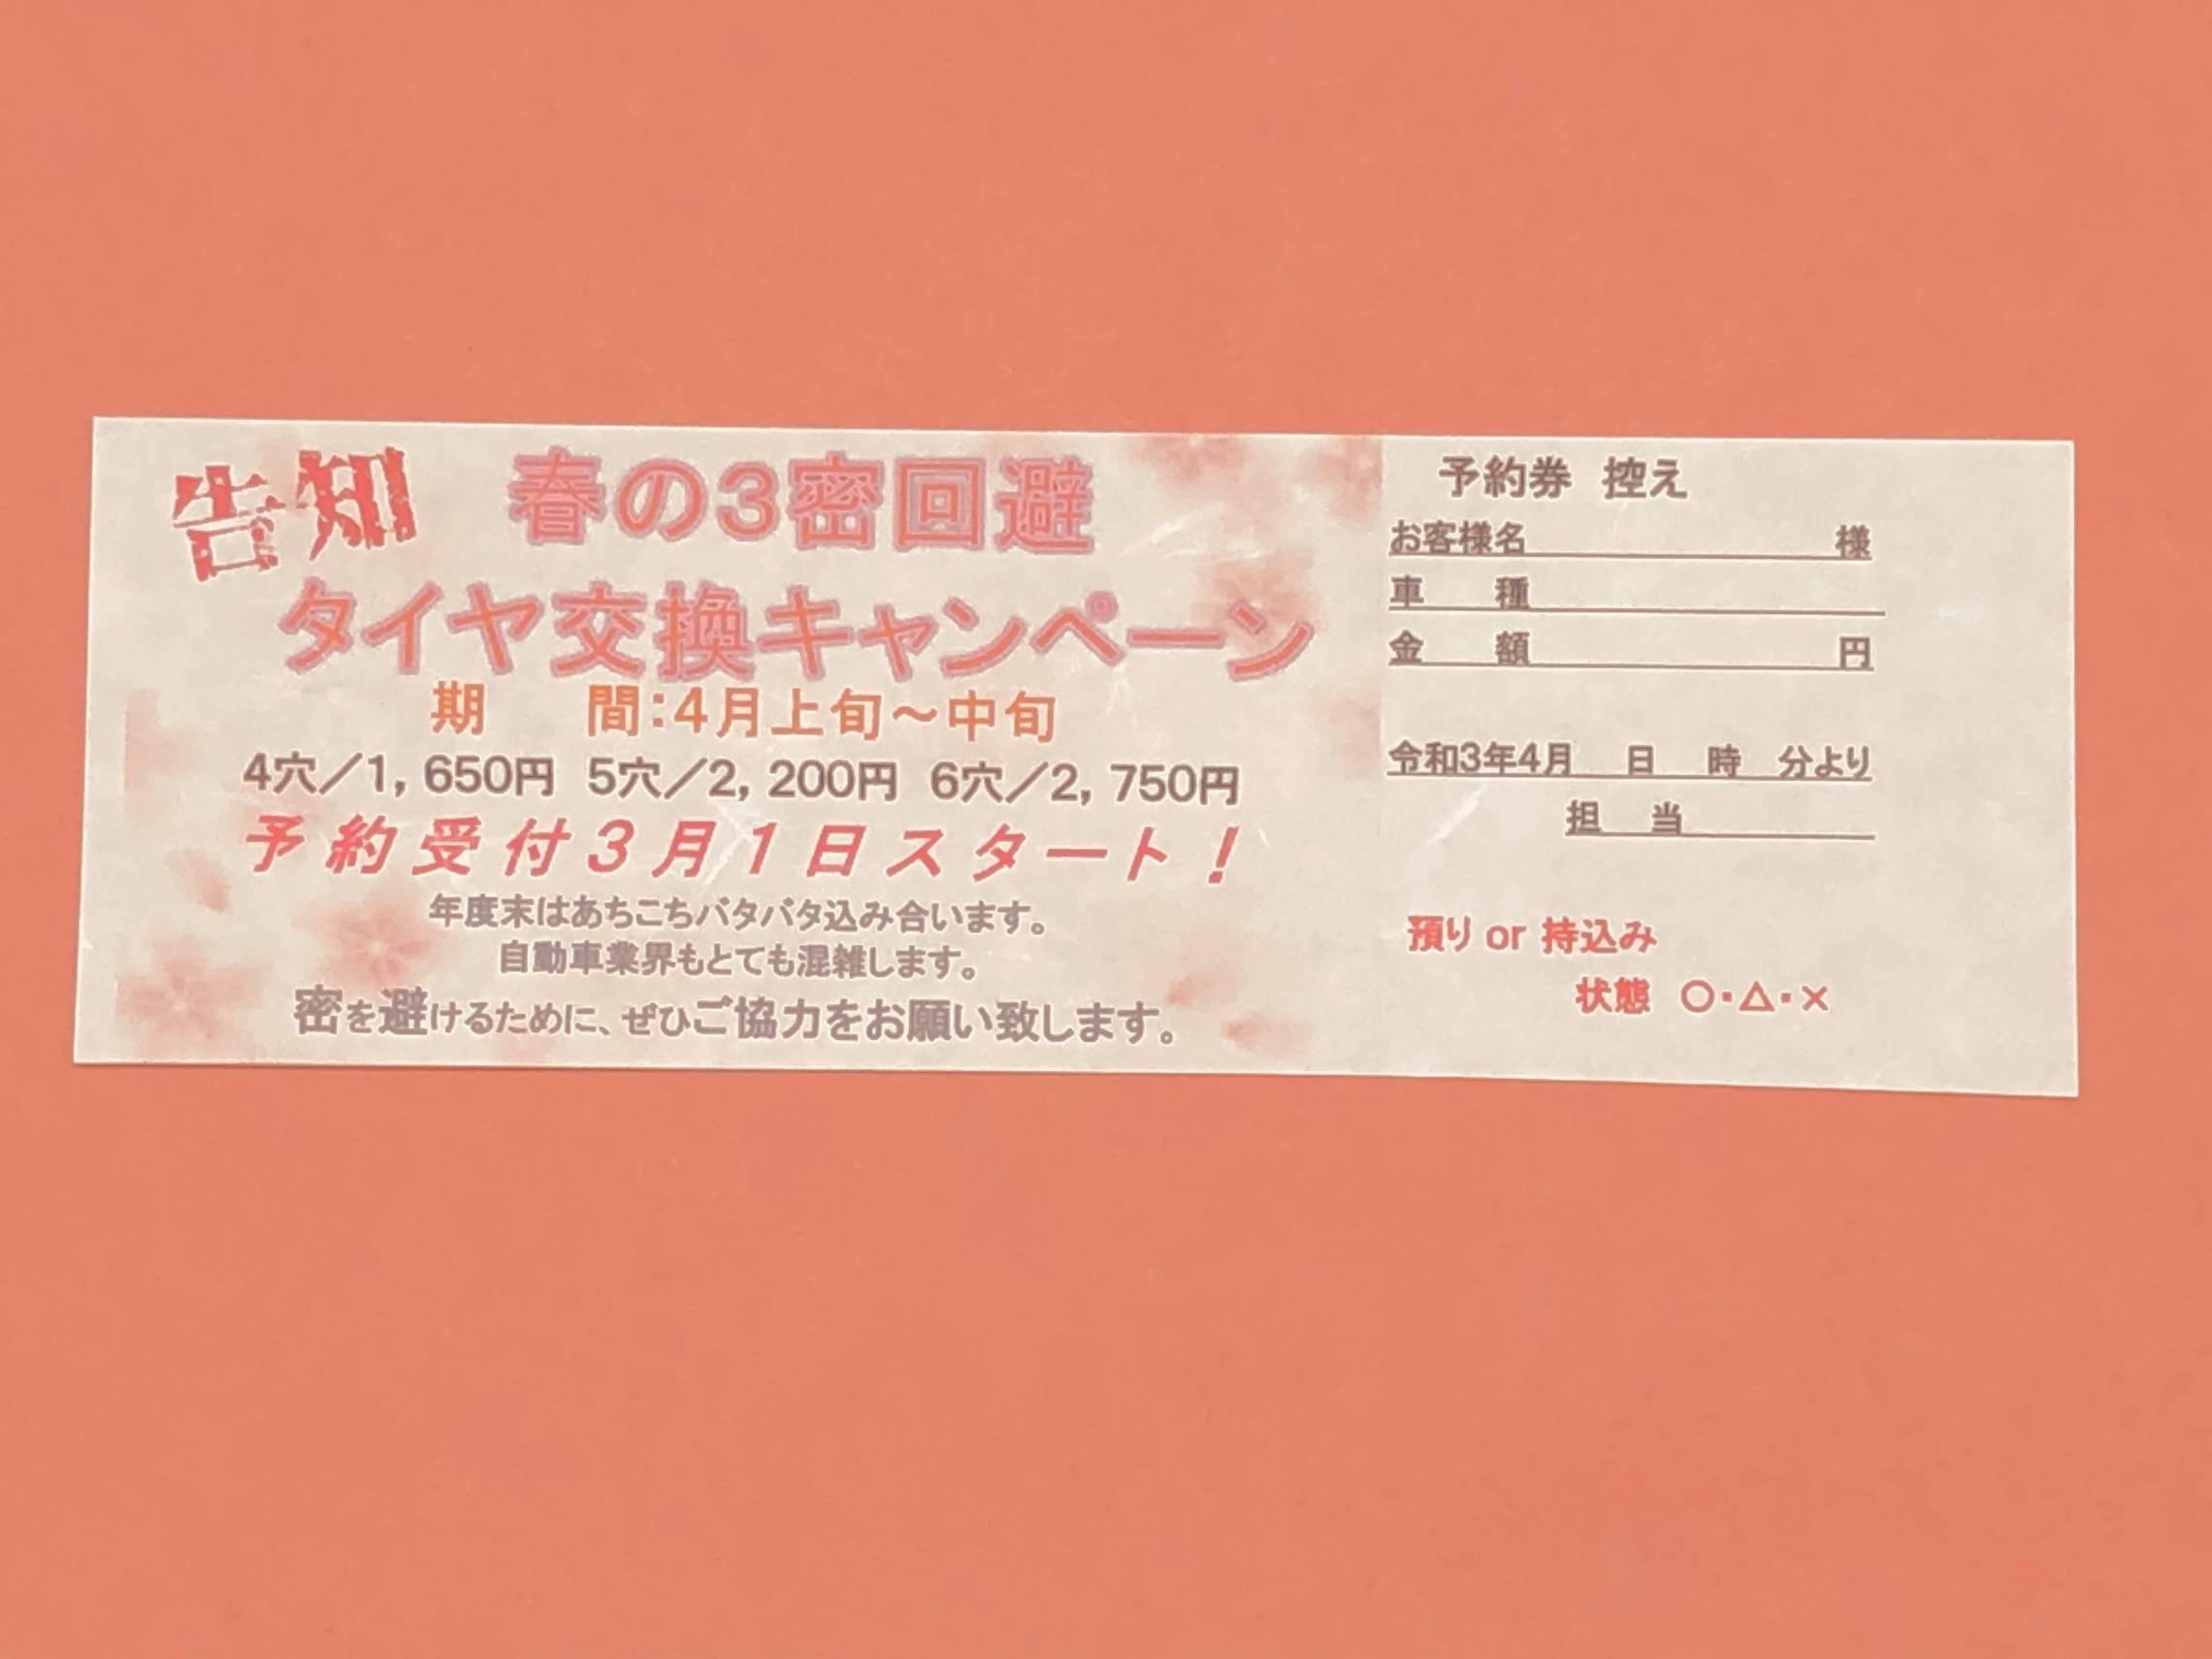 告知 春の3密回避
タイヤ交換キャンペーン
期　　間：4月上旬～中旬
4穴／1，650円　5穴／2，200円　6穴／2，750円
予約受付3月1日スタート！
年度末はあちこちバタバタ込み合います。
自動車業界もとても混雑します。
密を避けるために、ぜひご協力をお願い致します。
予約券　控え
お客様名　　　　　　　　様
車　　種
金　　額　　　　　　　　円
令和3年4月　　日　　時　　分より
担　当
預り or 持込み
状態　○・△・×